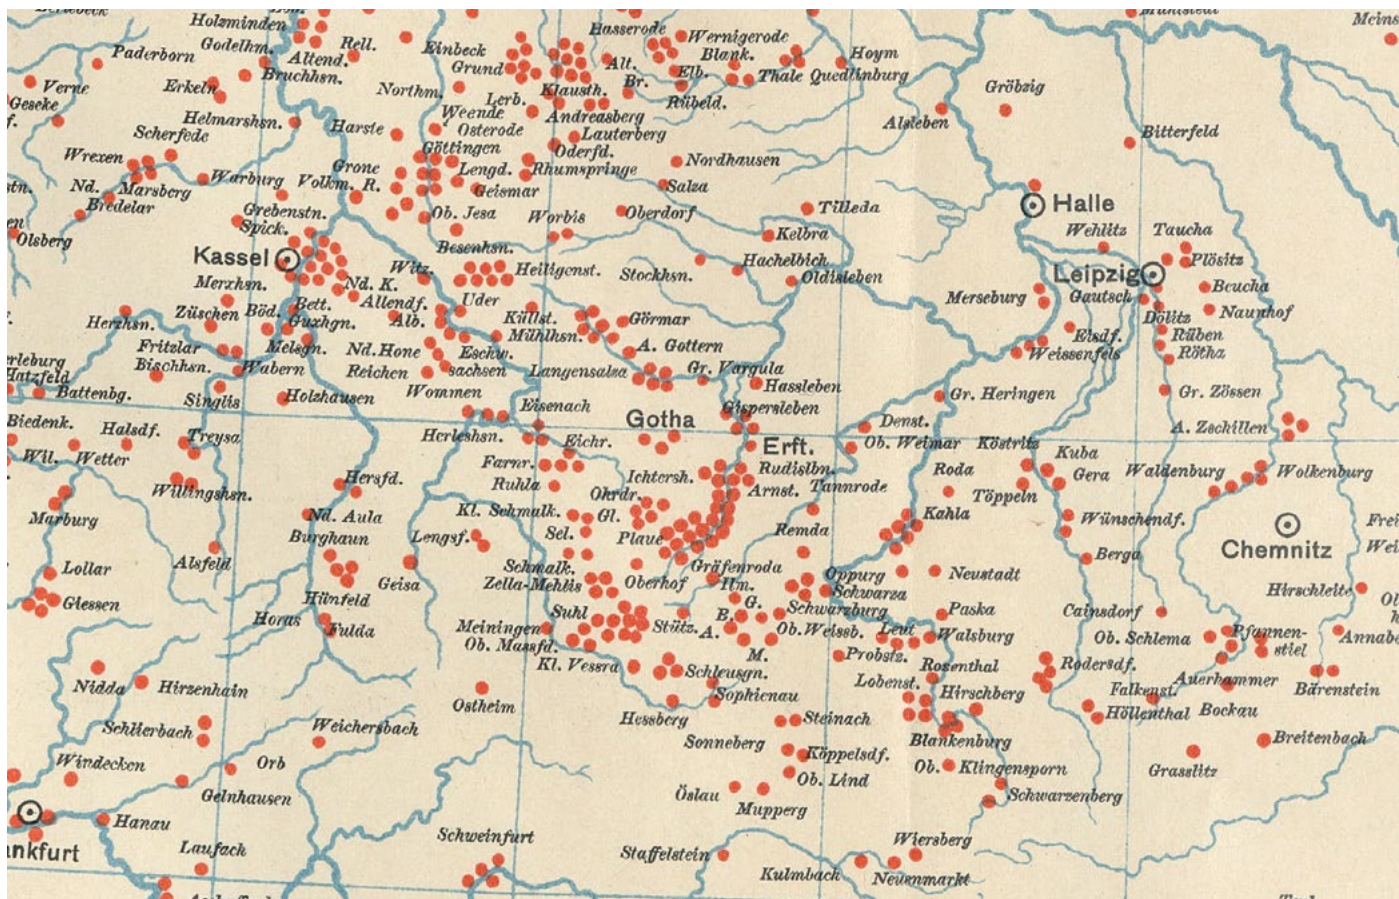 Holzminden
Hasserode
Wernigerode
Mühlstedt
Meins
Paderborn
Godelhm.
Altend.
Rell.
Einbeck
Grund
Alt.
Blank.
Hoym
Verne
Erkeln
Bruchhsn.
Northm.
Klausth.
Br.
Elb.
Thale
Quedlinburg
Gröbzig
Geseke
Lerb.
Rübeld.
Helmarshsn.
Weende
Andreasberg
Alsleben
Scherfede
Harste
Osterode
Lauterberg
Bitterfeld
Wrexen
Göttingen
Oderfd.
Grone
Lengd.
Rhumspringe
Nordhausen
Nd.
Marsberg
Warburg
Volkm.
R.
Geismar
Salza
Bredelar
Grebenstn.
Ob. Jesa
Worbis
Oberdorf
Tilleda
Halle
Olsberg
Spick.
Besenhsn.
Kelbra
Wehlitz
Taucha
Kassel
Witz.
Heiligenst.
Stockhsn.
Hachelbich
Plösitz
Leipzig
Merxhsn.
Nd. K.
Oldisleben
Merseburg
Gautsch
Beucha
Züschen
Böd.
Bett.
Allendf.
Uder
Herzhsn.
Guxhgn.
Alb.
Küllst.
Görmar
Dölitz
Naunhof
Mühlhsn.
Eisdf.
Rüben
Fritzlar
Melsgn.
Nd. Hone
Eschw.
A. Gottern
Weissenfels
Rötha
erleburg
Bischhsn.
Wabern
Reichen
sachsen
Langensalza
Gr. Vargula
Hatzfeld
Battenbg.
Singlis
Holzhausen
Wommen
Hassleben
Gr. Heringen
Gr. Zössen
Eisenach
Gotha
Gispersleben
Biedenk.
Halsdf.
Treysa
Herleshsn.
Eichr.
Erft.
Denst.
Ob. Weimar
Köstritz
A. Zschillen
Wil.
Wetter
Farnr.
Ichtersh.
Rudislbn.
Roda
Kuba
Waldenburg
Wolkenburg
Willingshsn.
Hersfd.
Ruhla
Ohrdr.
Arnst.
Tannrode
Töppeln
Gera
Marburg
Nd. Aula
Kl. Schmalk.
Gl.
Remda
Kahla
Wünschendf.
Burghaun
Lengsf.
Sel.
Plaue
Chemnitz
Alsfeld
Geisa
Schmalk.
Gräfenroda
Berga
Lollar
Zella-Mehlis
Oberhof
Ilm.
Oppurg
Neustadt
Hirschleite
Giessen
Hünfeld
Suhl
G.
Schwarza
Schwarzburg
Paska
Cainsdorf
Horas
Fulda
Meiningen
Stütz.
B.
A.
Ob. Weissb.
Leut
Walsburg
Ob. Schlema
Pfannen-
stiel
Ob. Massfd.
M.
Probstz.
Kl. Vessra
Schleusgn.
Rosenthal
Rodersdf.
Auerhammer
Nidda
Hirzenhain
Sophienau
Lobenst.
Hirschberg
Falkenst.
Bärenstein
Ostheim
Hessberg
Steinach
Höllenthal
Bockau
Schlierbach
Weichersbach
Sonneberg
Blankenburg
Breitenbach
Windecken
Orb
Köppelsdf.
Ob.
Klingensporn
Grasslitz
Gelnhausen
Öslau
Ob. Lind
Mupperg
Schwarzenberg
Hanau
ankfurt
Laufach
Schweinfurt
Staffelstein
Kulmbach
Wiersberg
Neuenmarkt